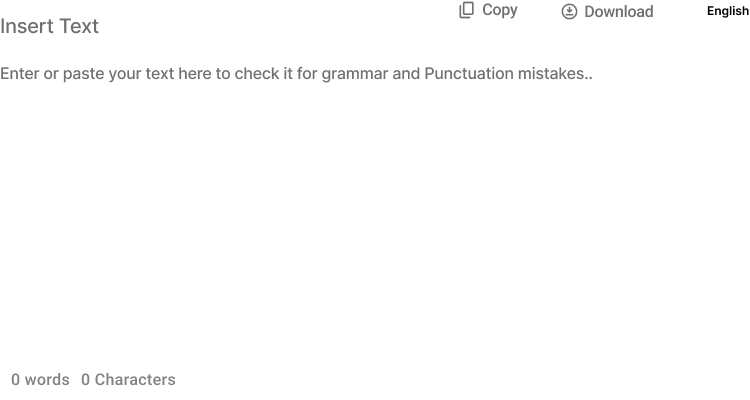 Copy Download English
Insert Text
Enter or paste your text here to check it for grammar and Punctuation mistakes..
0 words 0 Characters